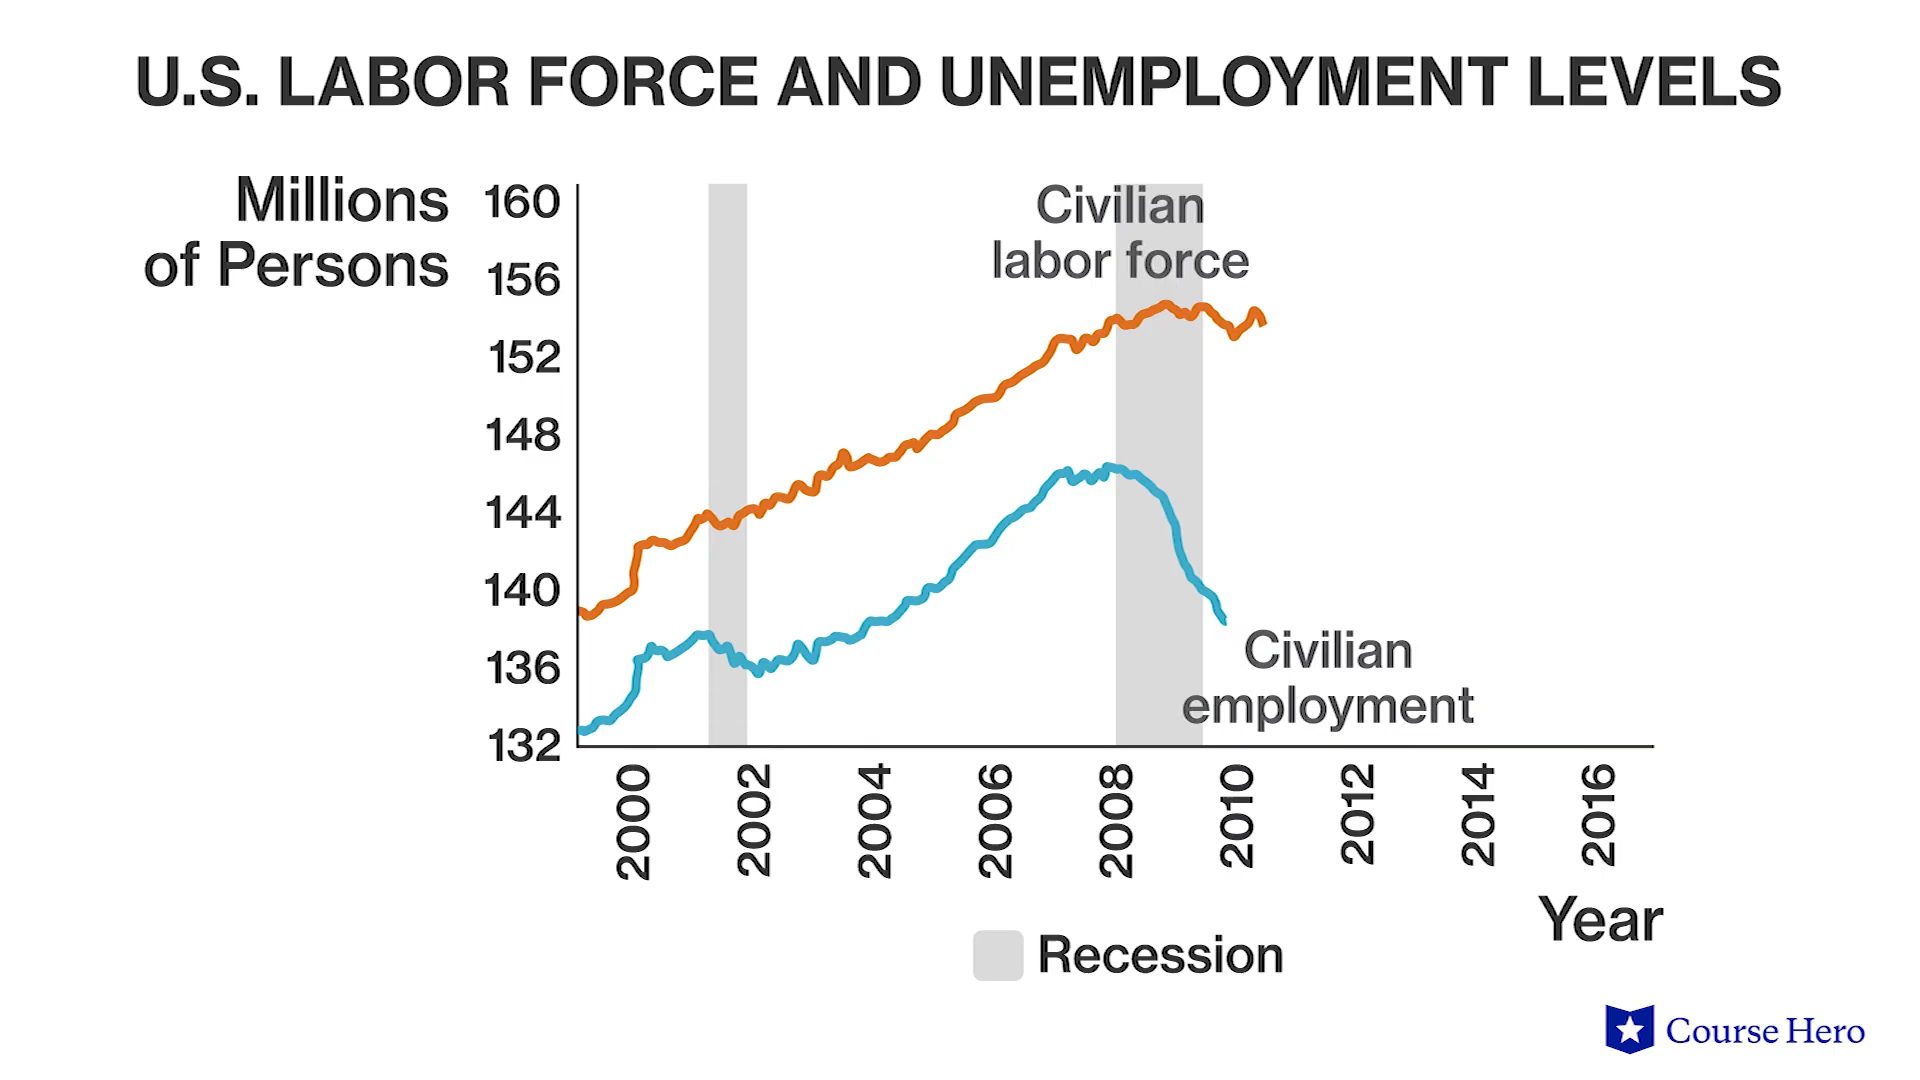 U.S. LABOR FORCE AND UNEMPLOYMENT LEVELS
Millions
of Persons
160
156
152
148
144
140
136
132
Civilian
labor force
Civilian
employment
2000
2002
2004
2006
2008
2010
2012
2014
2016
Year
Recession
Course Hero